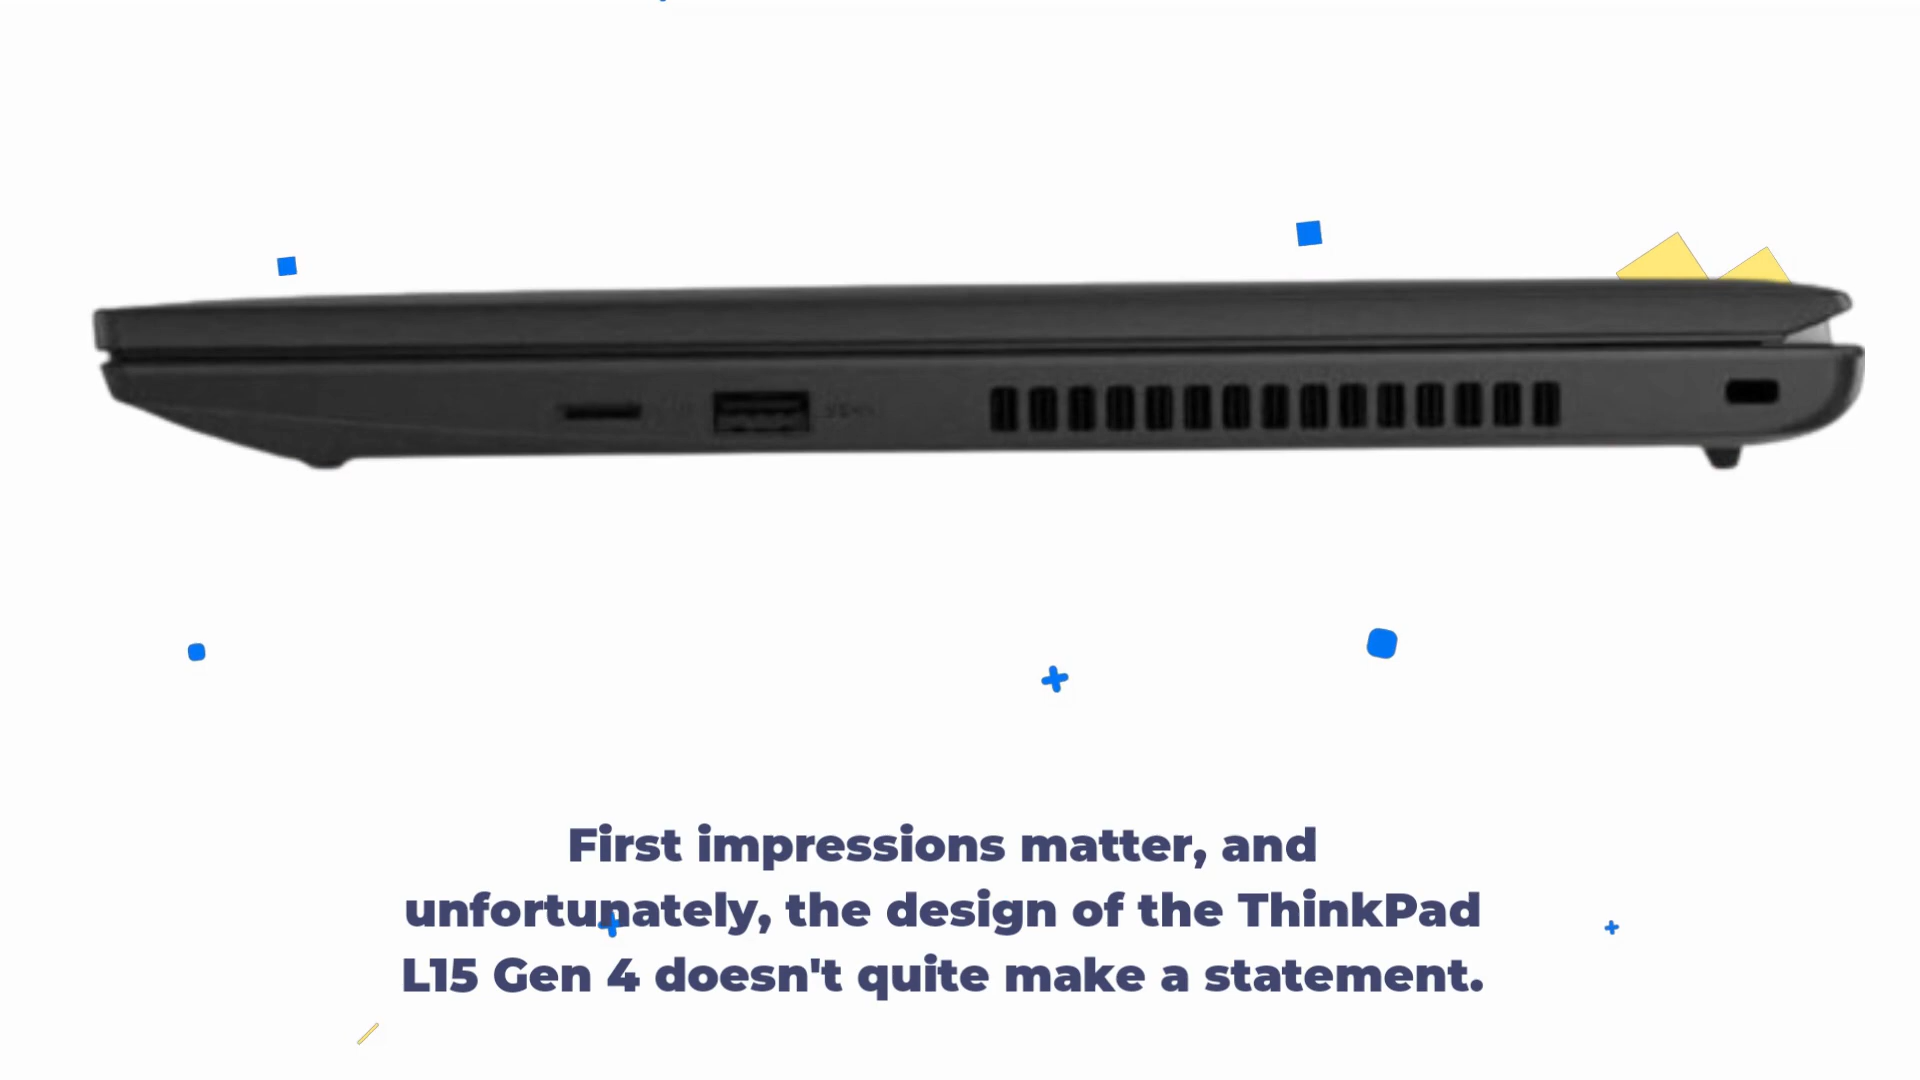 First impressions matter, and
unfortunately, the design of the ThinkPad
L15 Gen 4 doesn't quite make a statement.